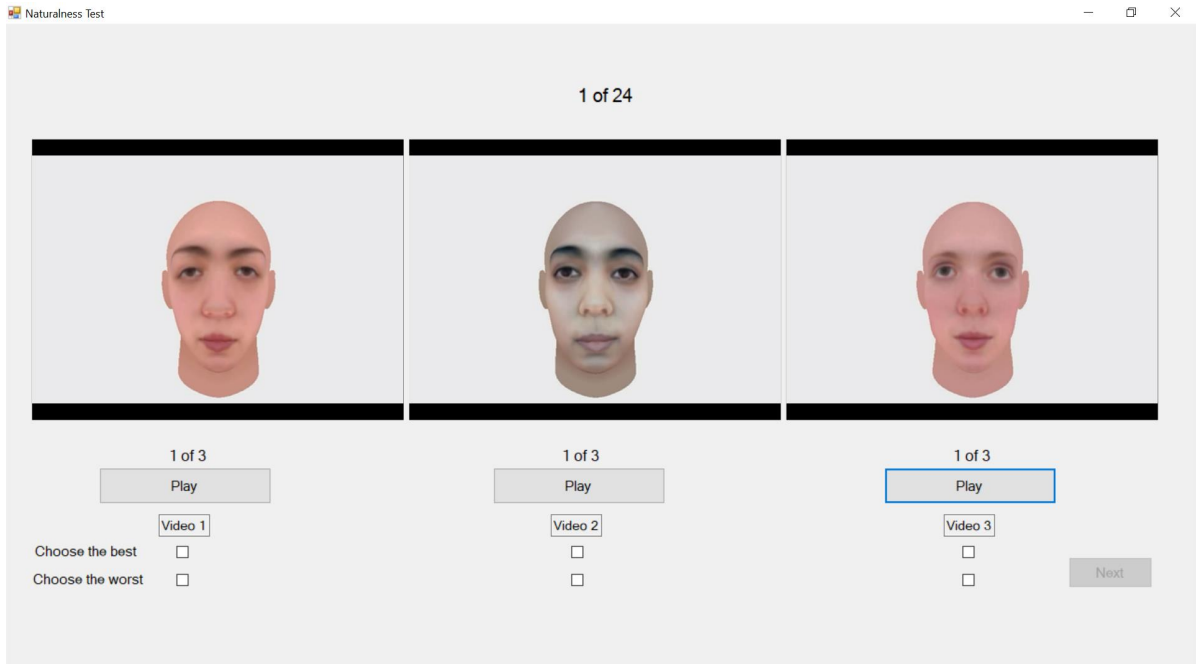 Naturalness Test
1 of 24
1 of 3 1 of 3 1 of 3
Play Play Play
Video 1 Video 2 Video 3
Choose the best
Choose the worst
Next